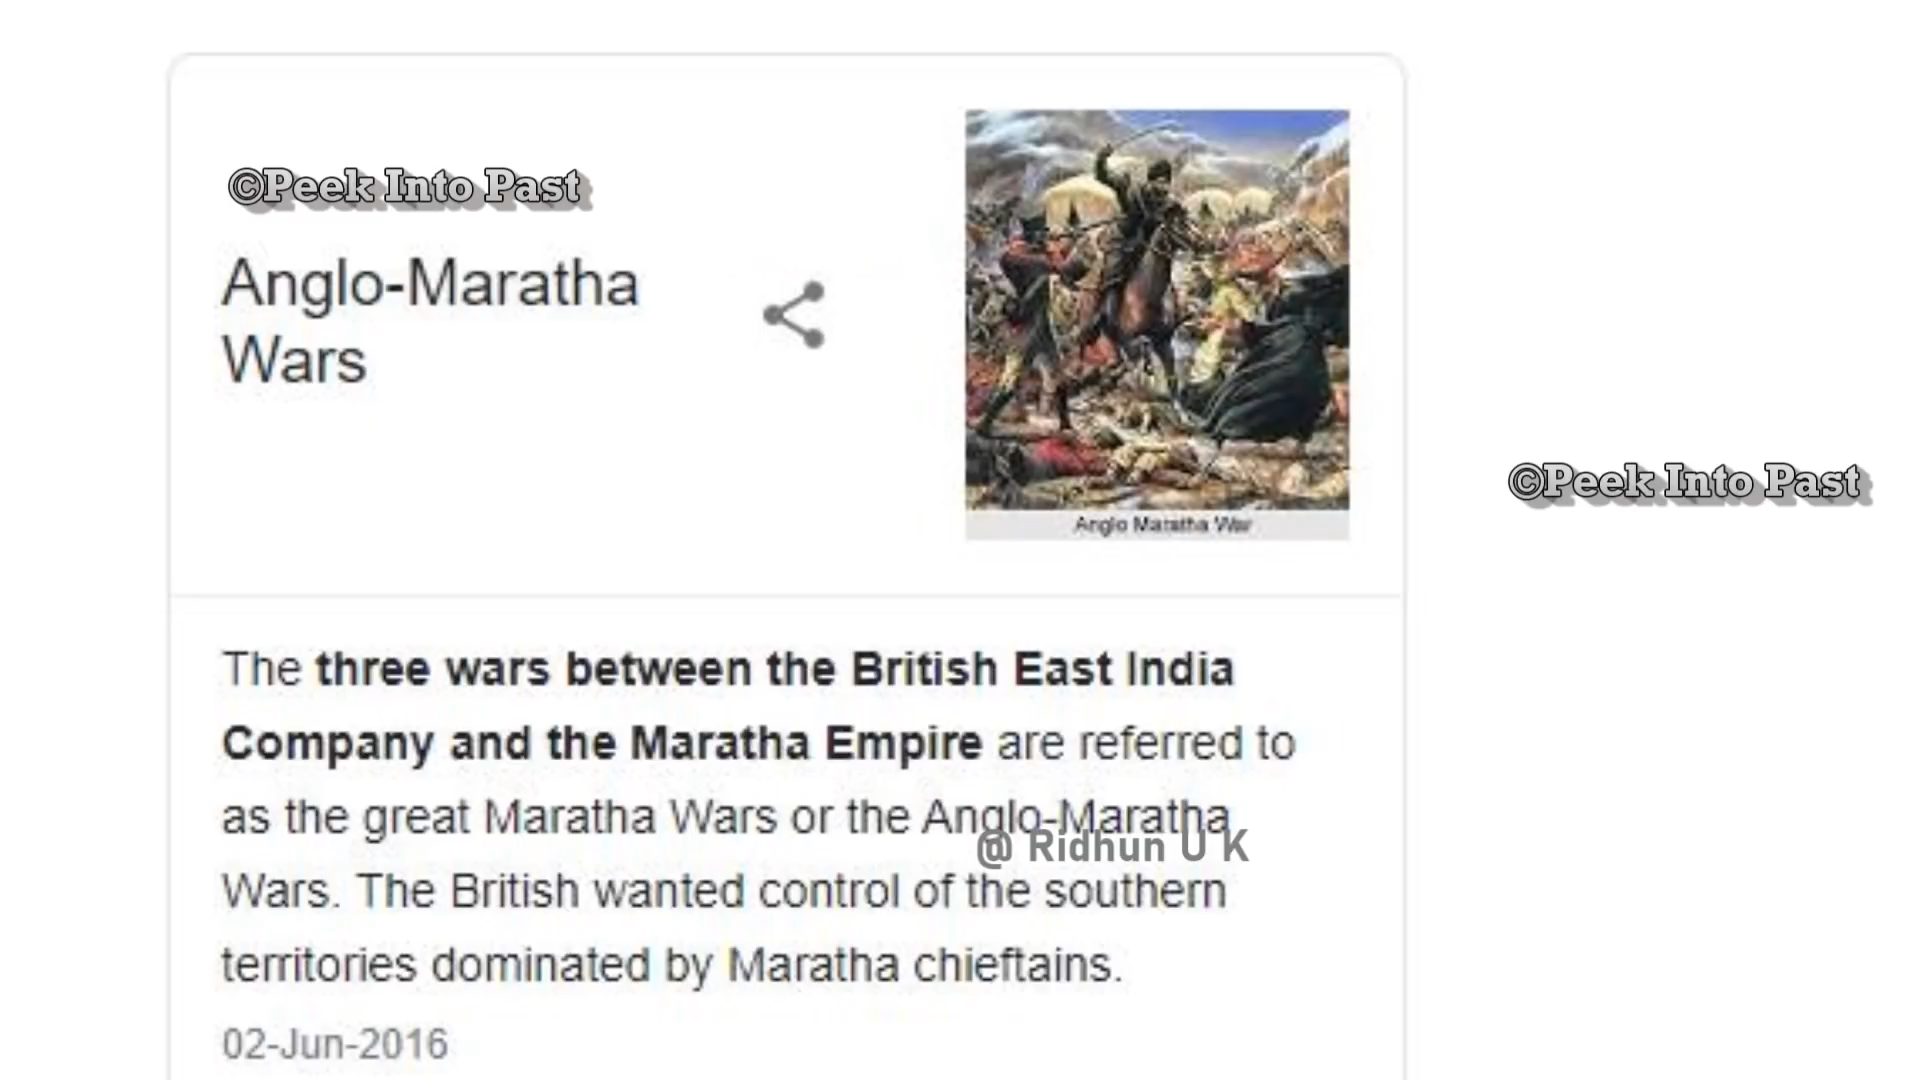 ©Peek Into Past
Anglo-Maratha
Wars
Anglo Maratha War
©Peek Into Past
The three wars between the British East India
Company and the Maratha Empire are referred to
as the great Maratha Wars or the Anglo-Maratha
@ Ridhun U K
Wars. The British wanted control of the southern
territories dominated by Maratha chieftains.
02-Jun-2016